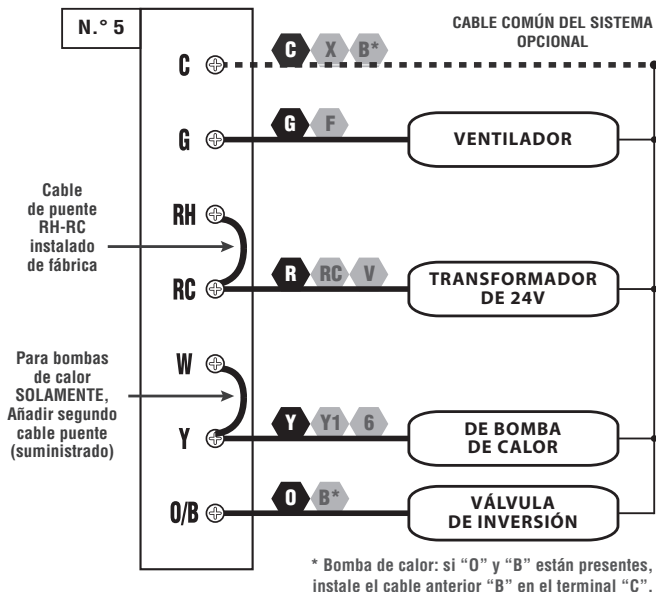 N.° 5
CABLE COMÚN DEL SISTEMA
OPCIONAL
C
C X B*
G
G F
VENTILADOR
Cable
de puente
RH-RC
instalado
de fábrica
RH
RC
R RC V
TRANSFORMADOR
DE 24V
Para bombas
de calor
SOLAMENTE,
Añadir segundo
cable puente
(suministrado)
W
Y
Y Y1 6
DE BOMBA
DE CALOR
O/B
O B*
VÁLVULA
DE INVERSIÓN
* Bomba de calor: si “O” y “B” están presentes,
instale el cable anterior “B” en el terminal “C”.